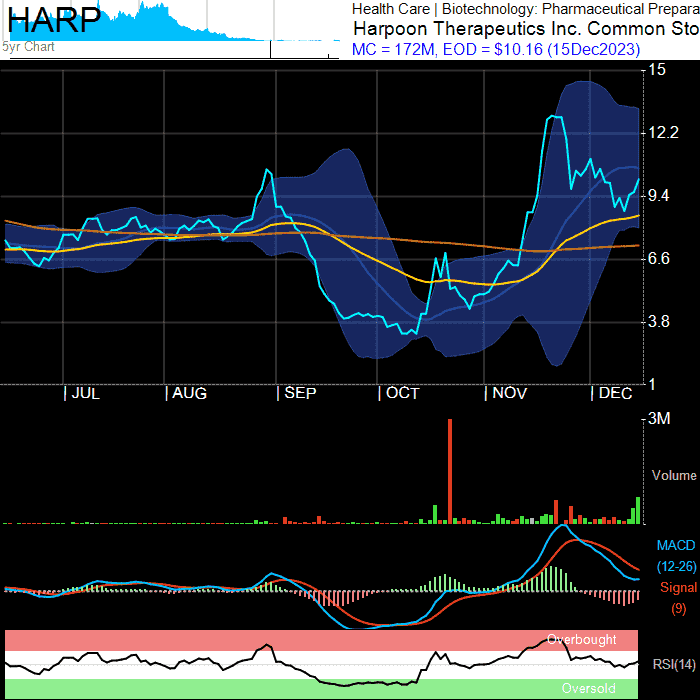 HARP
5yr Chart
Health Care | Biotechnology: Pharmaceutical Prepara
Harpoon Therapeutics Inc. Common Sto
MC = 172M, EOD = $10.16 (15Dec2023)
15
12.2
9.4
6.6
3.8
1
| JUL | AUG | SEP | OCT | NOV | DEC
3M
Volume
MACD
(12-26)
Signal
(9)
Overbought
RSI(14)
Oversold